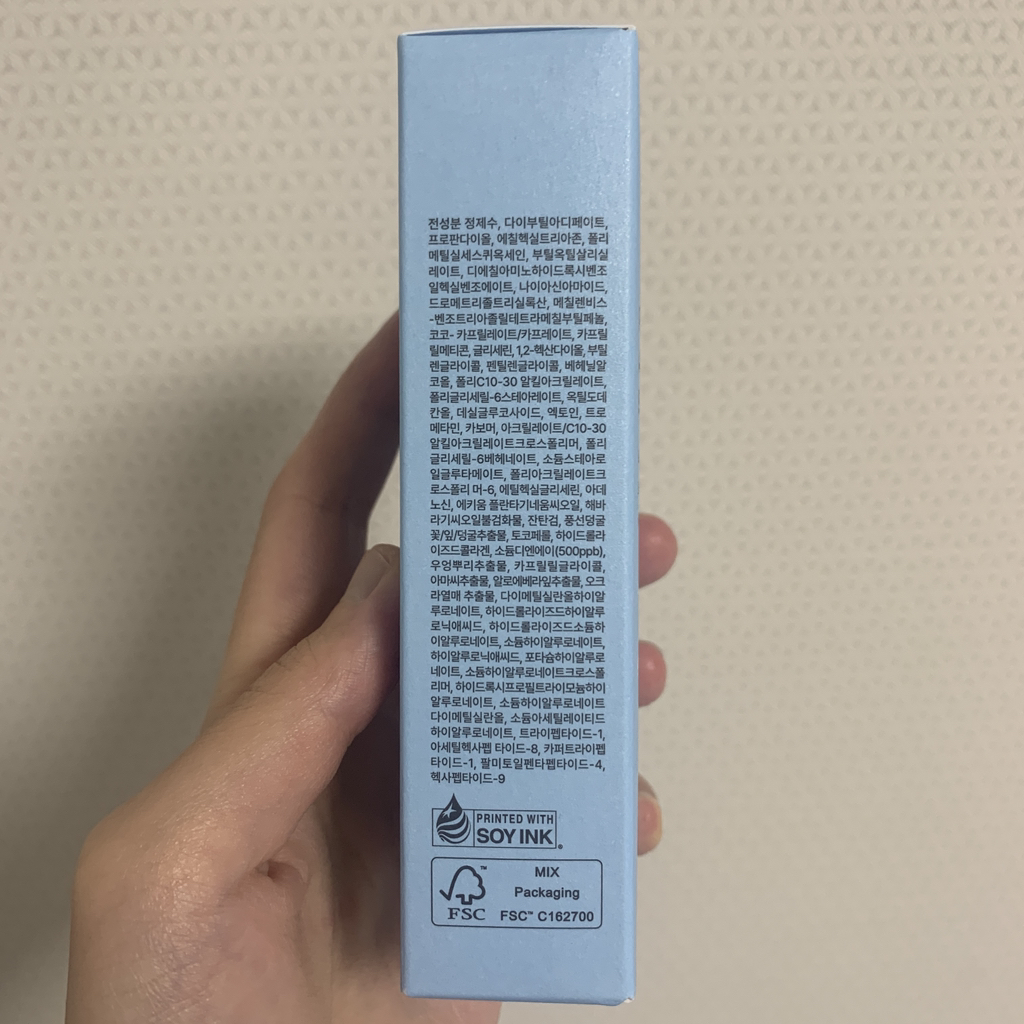 전성분 정제수, 다이부틸아디페이트,
프로판다이올, 에칠헥실트리아존, 폴리
메틸실세스퀴옥세인, 부틸옥틸살리실
레이트, 디에칠아미노하이드록시벤조
일헥실벤조에이트, 나이아신아마이드,
드로메트리졸트리실록산, 메칠렌비스
-벤조트리아졸릴테트라메칠부틸페놀,
코코- 카프릴레이트/카프레이트, 카프릴
릴메티콘, 글리세린, 1,2-헥산다이올, 부틸
렌글라이콜, 펜틸렌글라이콜, 베헤닐알
코올, 폴리C10-30 알킬아크릴레이트,
폴리글리세릴-6스테아레이트, 옥틸도데
칸올, 데실글루코사이드, 엑토인, 트로
메타민, 카보머, 아크릴레이트/C10-30
알킬아크릴레이트크로스폴리머, 폴리
글리세릴-6베헤네이트, 소듐스테아로
일글루타메이트, 폴리아크릴레이트크
로스폴리 머-6, 에틸헥실글리세린, 아데
노신, 에키움 플란타기네움씨오일, 해바
라기씨오일불검화물, 잔탄검, 풍선덩굴
꽃/잎/덩굴추출물, 토코페롤, 하이드롤라
이즈드콜라겐, 소듐디엔에이(500ppb),
우엉뿌리추출물, 카프릴릴글라이콜,
아마씨추출물, 알로에베라잎추출물, 오크
라열매 추출물, 다이메틸실란올하이알
루로네이트, 하이드롤라이즈드하이알루
로닉애씨드, 하이드롤라이즈드소듐하
이알루로네이트, 소듐하이알루로네이트,
하이알루로닉애씨드, 포타슘하이알루로
네이트, 소듐하이알루로네이트크로스폴
리머, 하이드록시프로필트라이모늄하이
알루로네이트, 소듐하이알루로네이트
다이메틸실란올, 소듐아세틸레이티드
하이알루로네이트, 트라이펩타이드-1,
아세틸헥사펩 타이드-8, 카퍼트라이펩
타이드-1, 팔미토일펜타펩타이드-4,
헥사펩타이드-9
PRINTED WITH
SOY INK®
MIX
Packaging
FSC™ C162700
FSC™